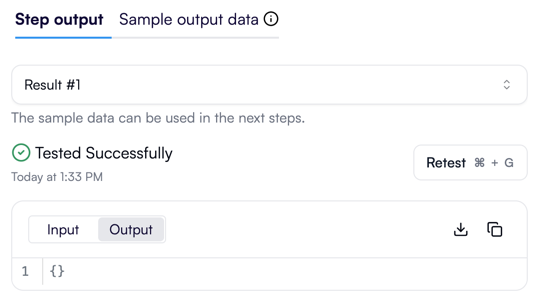 Step output Sample output data
Result #1
The sample data can be used in the next steps.
Tested Successfully
Today at 1:33 PM
Retest ⌘ + G
Input Output
1 {}